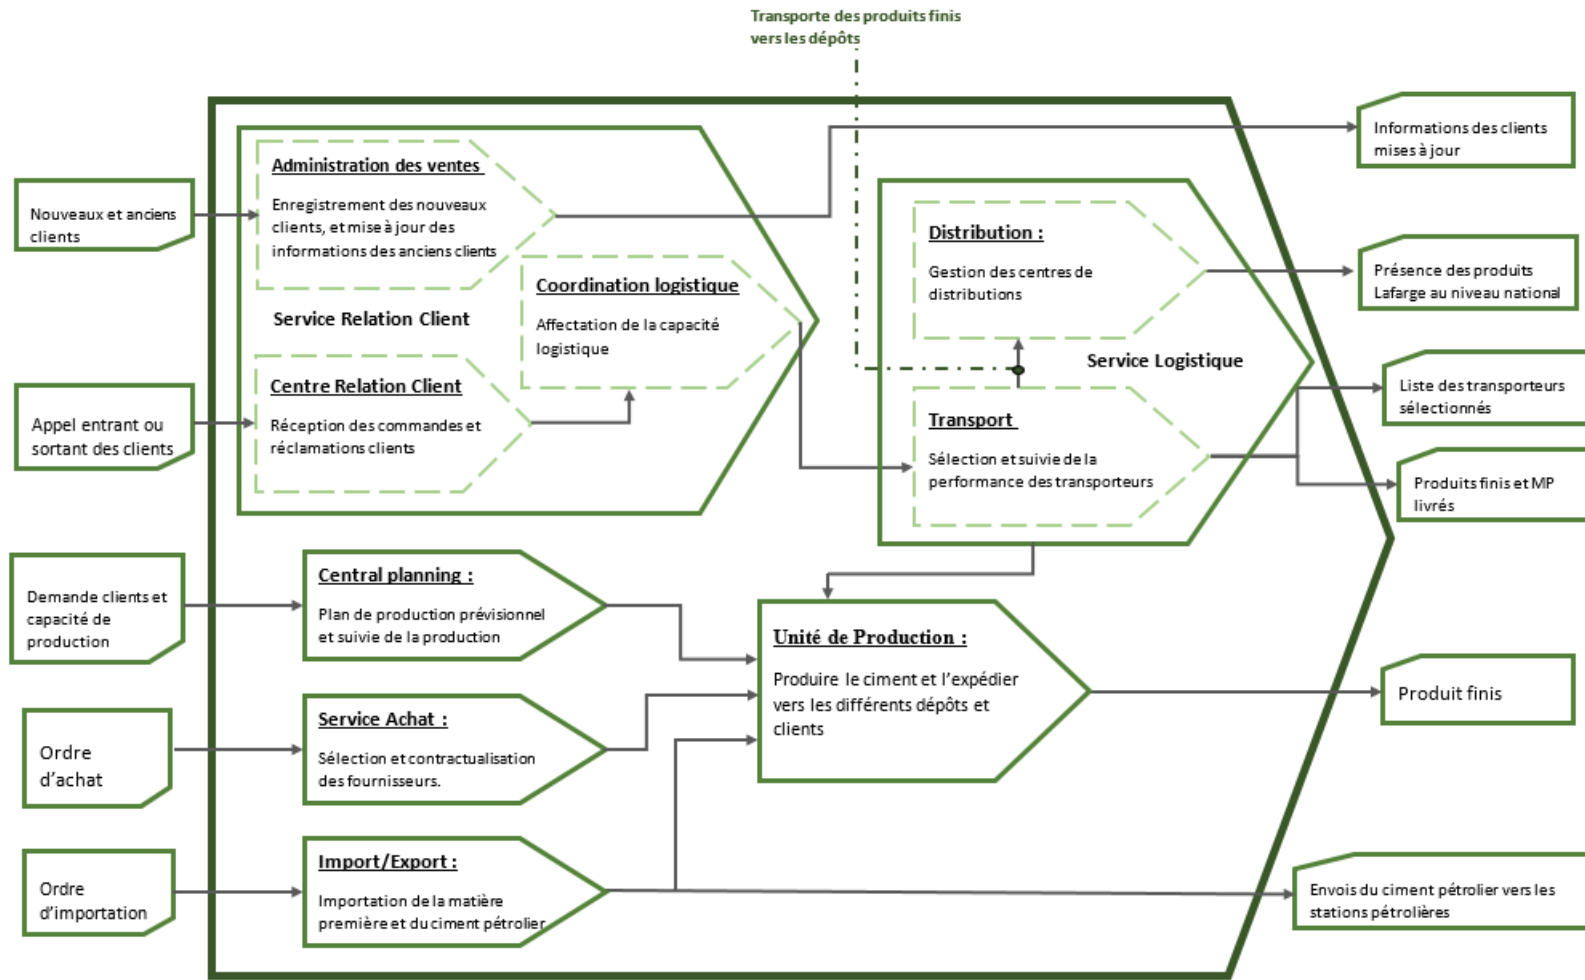 Transporte des produits finis
vers les dépôts
Informations des clients
mises à jour
Administration des ventes
Enregistrement des nouveaux
clients, et mise à jour des
informations des anciens clients
Nouveaux et anciens
clients
Distribution :
Gestion des centres de
distributions
Présence des produits
Lafarge au niveau national
Coordination logistique
Affectation de la capacité
logistique
Service Relation Client
Service Logistique
Centre Relation Client
Réception des commandes et
réclamations clients
Appel entrant ou
sortant des clients
Transport
Sélection et suivie de la
performance des transporteurs
Liste des transporteurs
sélectionnés
Produits finis et MP
livrés
Demande clients et
capacité de
production
Central planning :
Plan de production prévisionnel
et suivie de la production
Unité de Production :
Produire le ciment et l’expédier
vers les différents dépôts et
clients
Produit finis
Ordre
d’achat
Service Achat :
Sélection et contractualisation
des fournisseurs.
Ordre
d’importation
Import/Export :
Importation de la matière
première et du ciment pétrolier
Envois du ciment pétrolier vers les
stations pétrolières